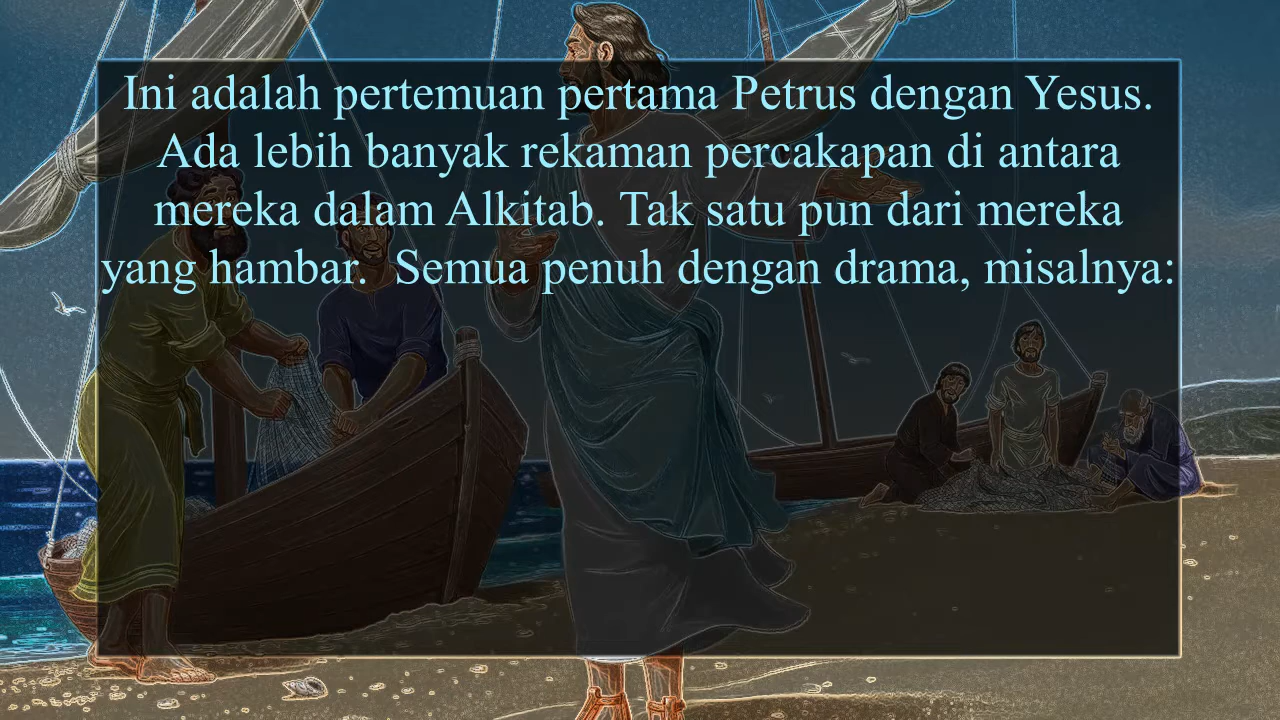 Ini adalah pertemuan pertama Petrus dengan Yesus.
Ada lebih banyak rekaman percakapan di antara
mereka dalam Alkitab. Tak satu pun dari mereka
yang hambar.  Semua penuh dengan drama, misalnya: